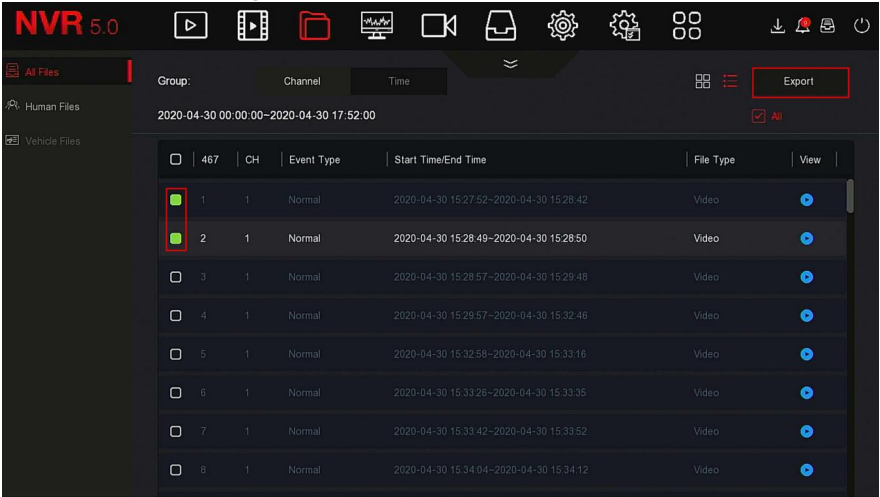 NVR 5.0
0
All Files
Human Files
Vehicle Files
Group: Channel Time Export
2020-04-30 00:00:00~2020-04-30 17:52:00 All
467 CH Event Type Start Time/End Time File Type View
1 1 Normal 2020-04-30 15:27:52~2020-04-30 15:28:42 Video
2 1 Normal 2020-04-30 15:28:49~2020-04-30 15:28:50 Video
3 1 Normal 2020-04-30 15:28:57~2020-04-30 15:29:48 Video
4 1 Normal 2020-04-30 15:29:57~2020-04-30 15:32:46 Video
5 1 Normal 2020-04-30 15:32:58~2020-04-30 15:33:16 Video
6 1 Normal 2020-04-30 15:33:26~2020-04-30 15:33:35 Video
7 1 Normal 2020-04-30 15:33:42~2020-04-30 15:33:52 Video
8 1 Normal 2020-04-30 15:34:04~2020-04-30 15:34:12 Video